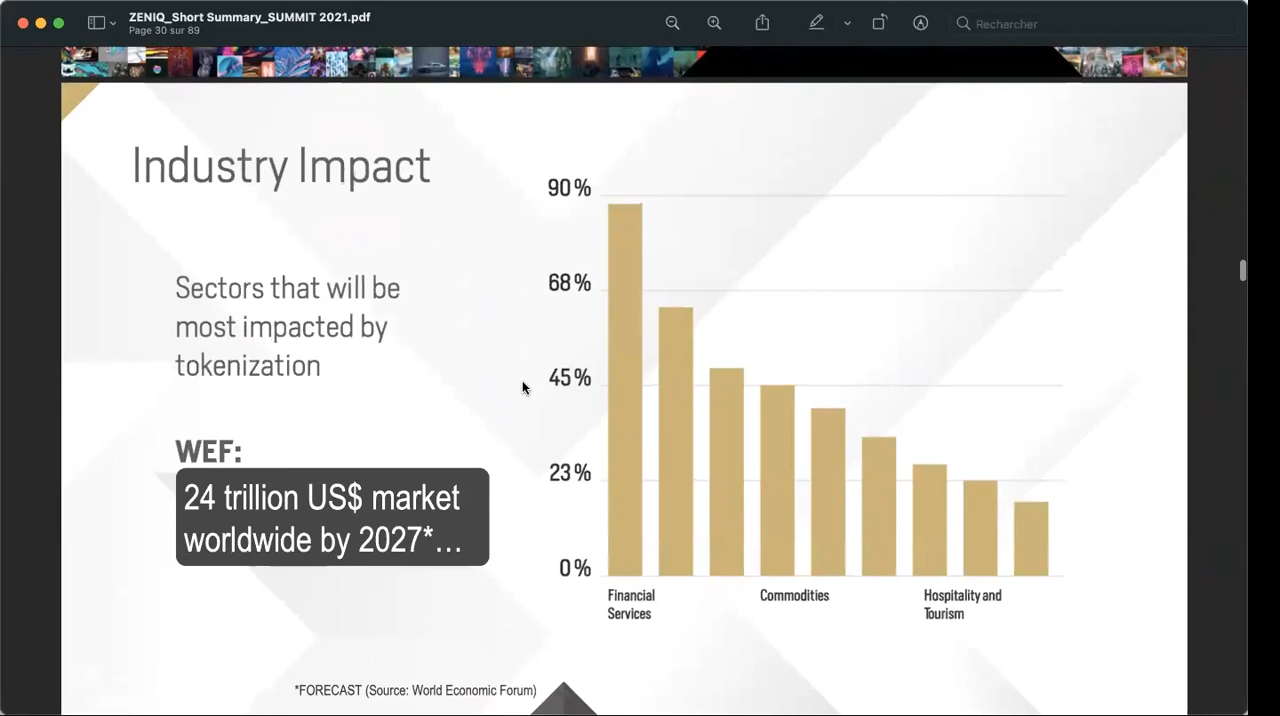 ZENIQ_Short Summary_SUMMIT 2021.pdf
Page 30 sur 89
Rechercher
Industry Impact
Sectors that will be
most impacted by
tokenization
WEF:
24 trillion US$ market
worldwide by 2027*...
90 %
68 %
45 %
23 %
0 %
Financial
Services
Commodities
Hospitality and
Tourism
*FORECAST (Source: World Economic Forum)